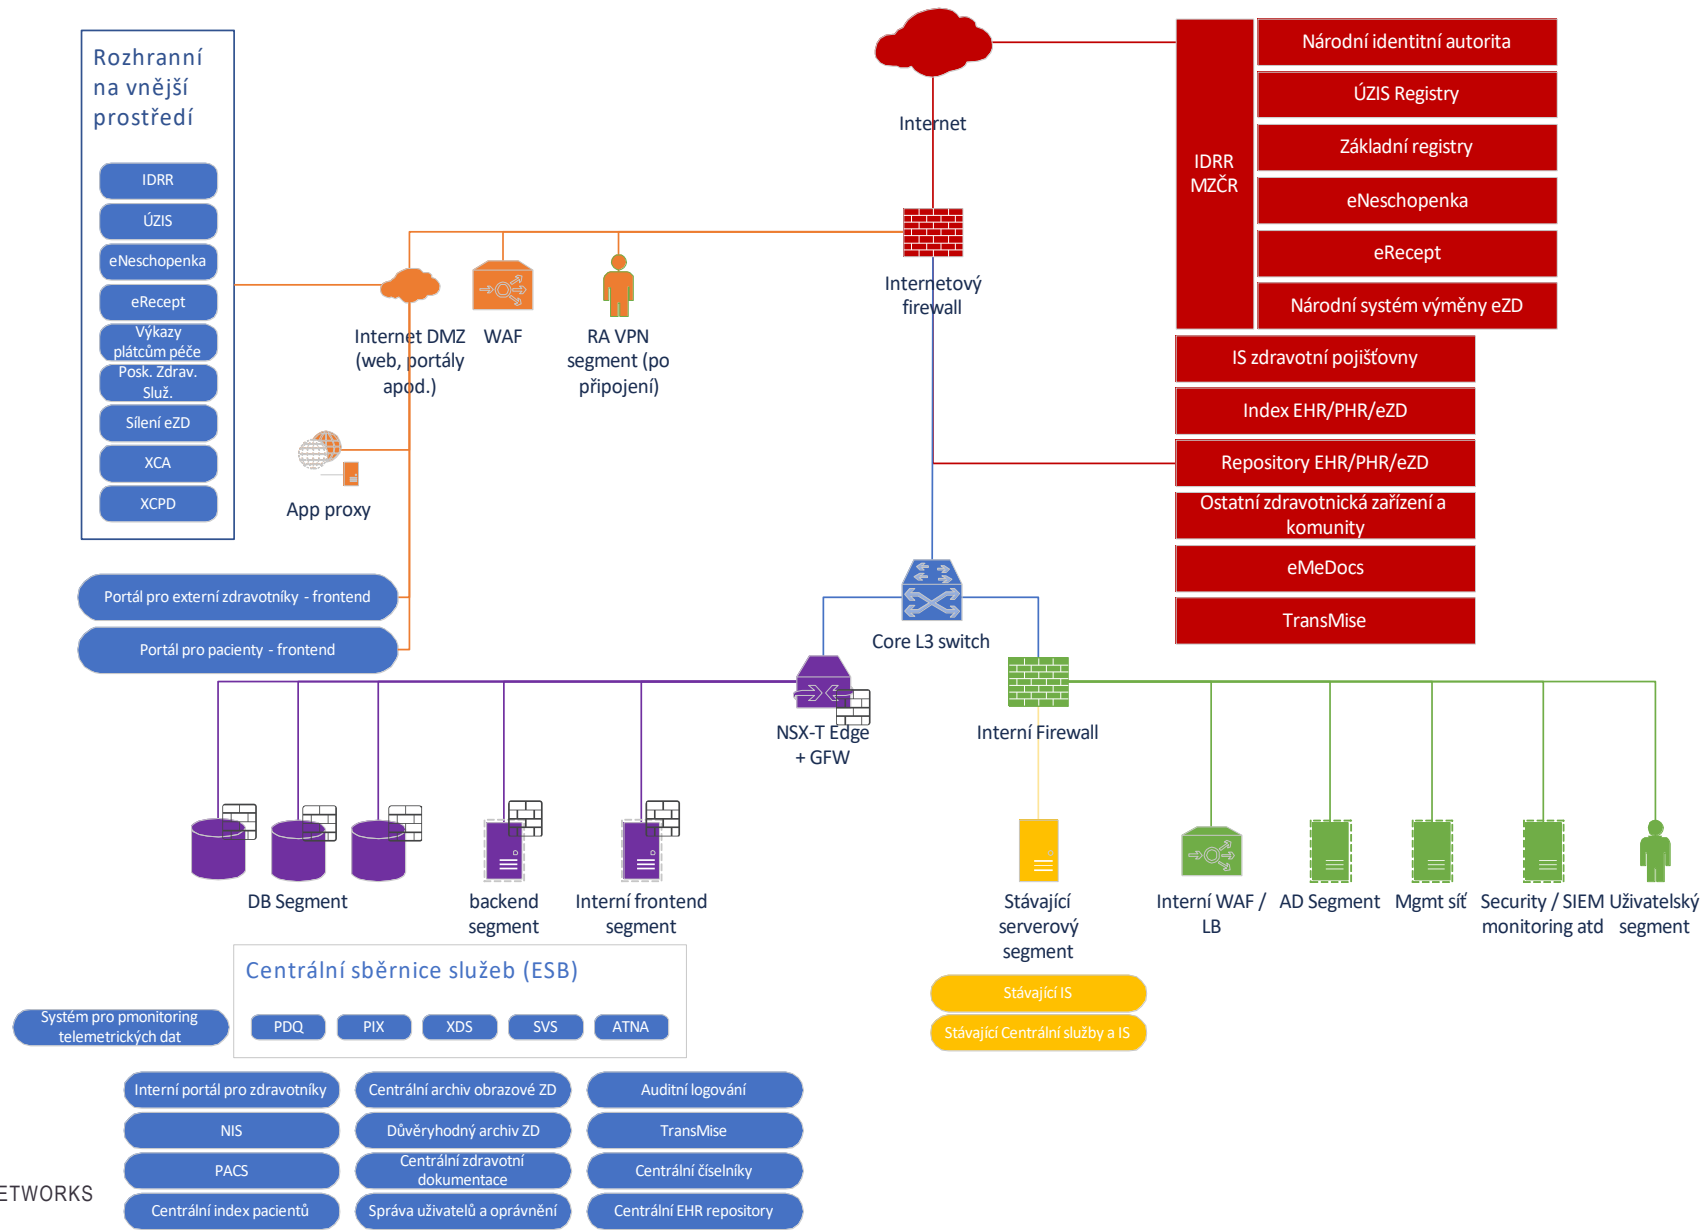 Rozhranní
na vnější
prostředí
IDRR
ÚZIS
eNeschopenka
eRecept
Výkazy
plátcům péče
Posk. Zdrav.
Služ.
Sílení eZD
XCA
XCPD
Portál pro externí zdravotníky - frontend
Portál pro pacienty - frontend
Internet
Internetový
firewall
Internet DMZ
(web, portály
apod.)
WAF
RA VPN
segment (po
připojení)
App proxy
IDRR
MZČR
Národní identitní autorita
ÚZIS Registry
Základní registry
eNeschopenka
eRecept
Národní systém výměny eZD
IS zdravotní pojišťovny
Index EHR/PHR/eZD
Repository EHR/PHR/eZD
Ostatní zdravotnická zařízení a
komunity
eMeDocs
TransMise
Core L3 switch
NSX-T Edge
+ GFW
Interní Firewall
DB Segment
backend
segment
Interní frontend
segment
Stávající
serverový
segment
Interní WAF /
LB
AD Segment
Mgmt síť
Security / SIEM
monitoring atd
Uživatelský
segment
Stávající IS
Stávající Centrální služby a IS
Centrální sběrnice služeb (ESB)
PDQ
PIX
XDS
SVS
ATNA
Systém pro pmonitoring
telemetrických dat
Interní portál pro zdravotníky
Centrální archiv obrazové ZD
Auditní logování
NIS
Důvěryhodný archiv ZD
TransMise
PACS
Centrální zdravotní
dokumentace
Centrální číselníky
Centrální index pacientů
Správa uživatelů a oprávnění
Centrální EHR repository
ETWORKS